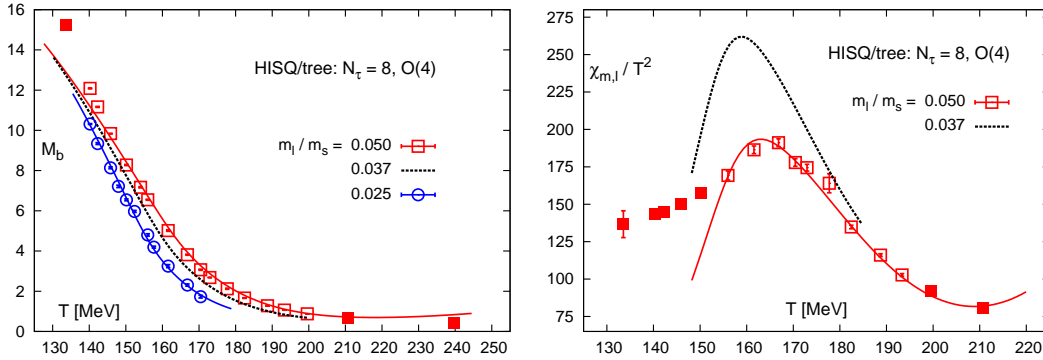 16
14
12
10
8
6
4
2
0
M_b
HISQ/tree: N_τ = 8, O(4)
m_l / m_s = 0.050
0.037
0.025
T [MeV]
130 140 150 160 170 180 190 200 210 220 230 240 250
275
250
225
200
175
150
125
100
75
χ_{m,l} / T^2
HISQ/tree: N_τ = 8, O(4)
m_l / m_s = 0.050
0.037
T [MeV]
130 140 150 160 170 180 190 200 210 220